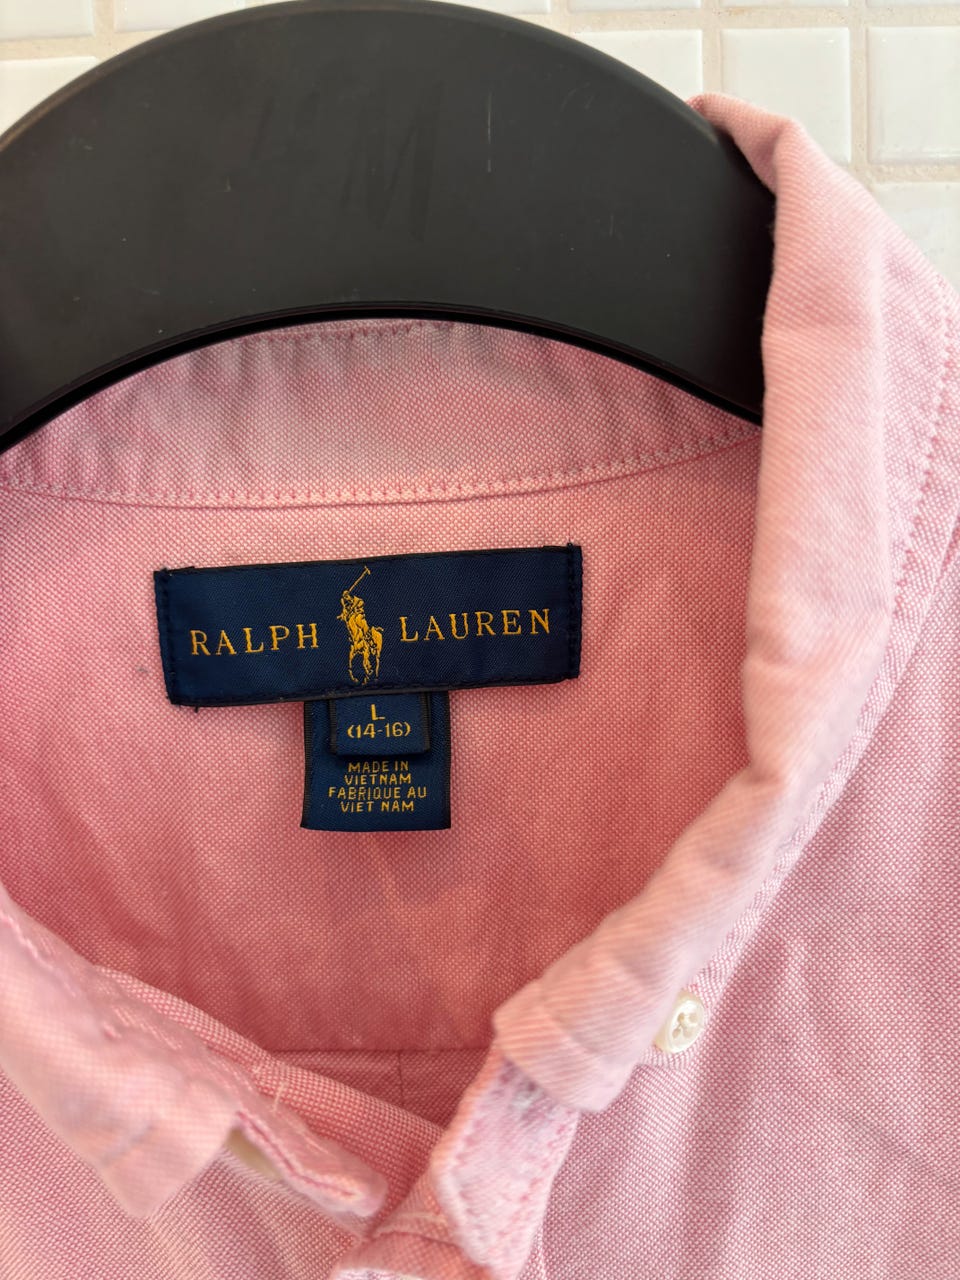 RALPH LAUREN
L
(14-16)
MADE IN
VIETNAM
FABRIQUE AU
VIET NAM